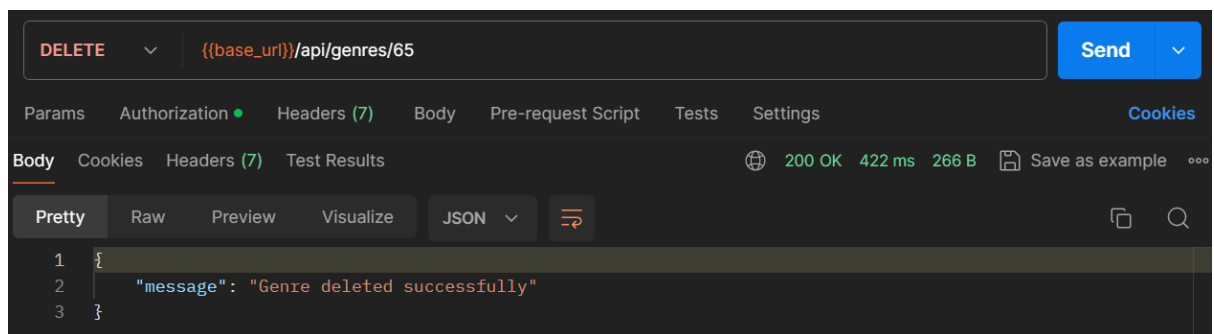 DELETE {{base_url}}/api/genres/65 Send
Params Authorization Headers (7) Body Pre-request Script Tests Settings Cookies
Body Cookies Headers (7) Test Results 200 OK 422 ms 266 B Save as example
Pretty Raw Preview Visualize JSON
1 {
2 "message": "Genre deleted successfully"
3 }